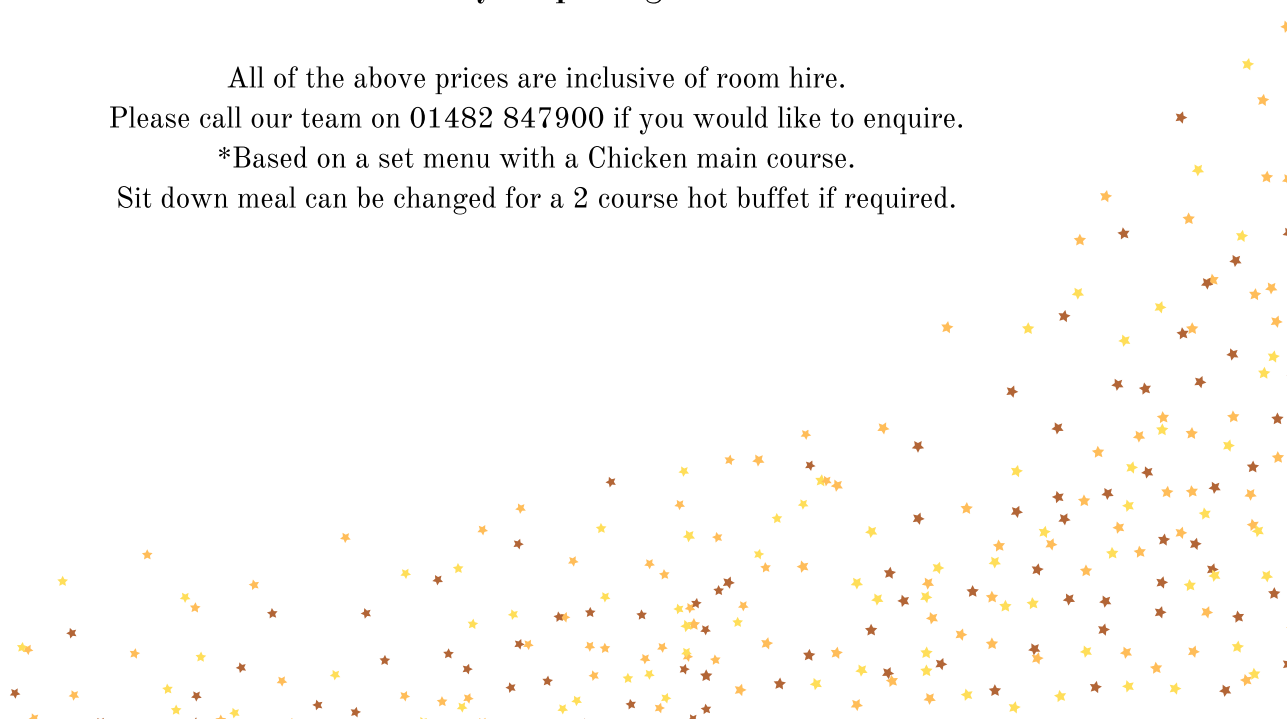 All of the above prices are inclusive of room hire.
Please call our team on 01482 847900 if you would like to enquire.
*Based on a set menu with a Chicken main course.
Sit down meal can be changed for a 2 course hot buffet if required.